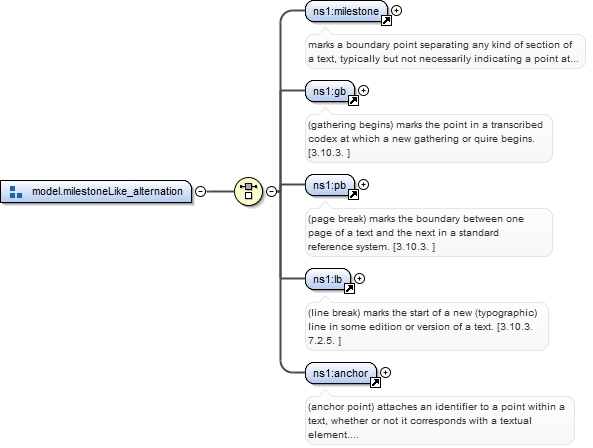 ns1:milestone
marks a boundary point separating any kind of section of
a text, typically but not necessarily indicating a point at...
ns1:gb
(gathering begins) marks the point in a transcribed
codex at which a new gathering or quire begins.
[3.10.3. ]
model.milestoneLike_alternation
ns1:pb
(page break) marks the boundary between one
page of a text and the next in a standard
reference system. [3.10.3. ]
ns1:lb
(line break) marks the start of a new (typographic)
line in some edition or version of a text. [3.10.3.
7.2.5. ]
ns1:anchor
(anchor point) attaches an identifier to a point within a
text, whether or not it corresponds with a textual
element....